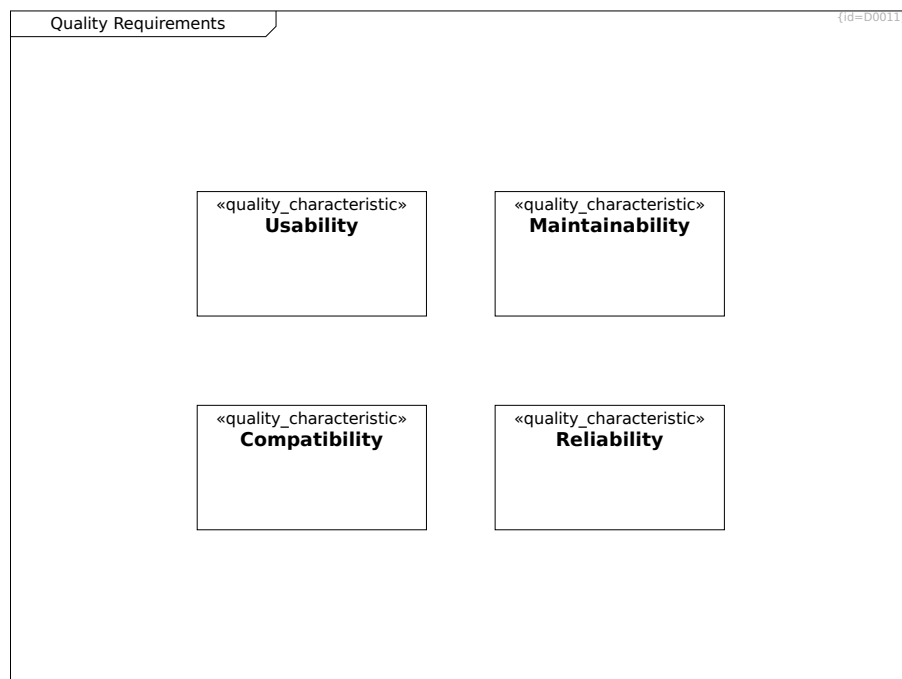 Quality Requirements
{id=D0011
«quality_characteristic»
Usability
«quality_characteristic»
Maintainability
«quality_characteristic»
Compatibility
«quality_characteristic»
Reliability